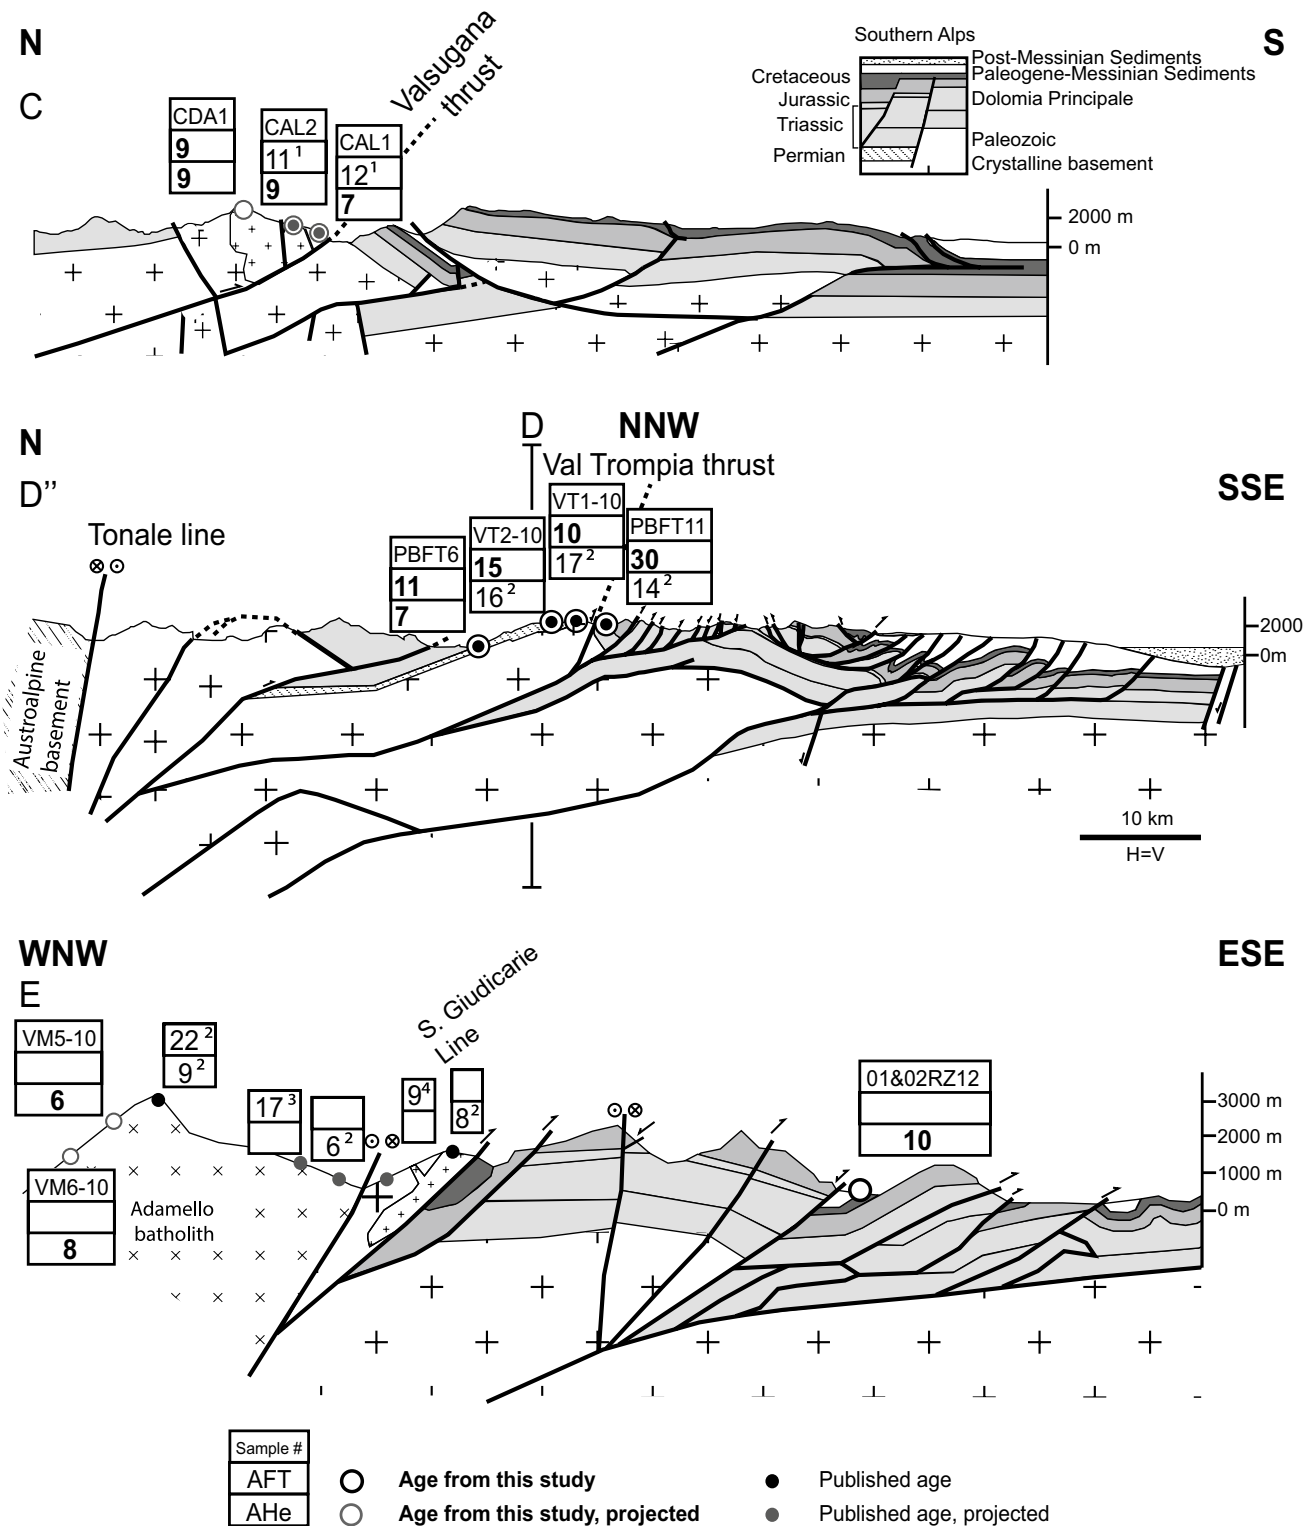 N
S
C
Southern Alps
Post-Messinian Sediments
Cretaceous
Paleogene-Messinian Sediments
Jurassic
Dolomia Principale
Triassic
Paleozoic
Permian
Crystalline basement
Valsugana
thrust
CDA1
9
9
CAL2
11¹
9
CAL1
12¹
7
2000 m
0 m
N
D
NNW
D’’
SSE
Val Trompia thrust
Tonale line
PBFT6
11
7
VT2-10
15
16²
VT1-10
10
17²
PBFT11
30
14²
2000
0m
Austroalpine
basement
10 km
H=V
WNW
ESE
E
S. Giudicarie
Line
VM5-10
6
22²
9²
17³
6²
9⁴
8²
01&02RZ12
10
3000 m
2000 m
1000 m
0 m
VM6-10
8
Adamello
batholith
Sample #
AFT
AHe
Age from this study
Age from this study, projected
Published age
Published age, projected